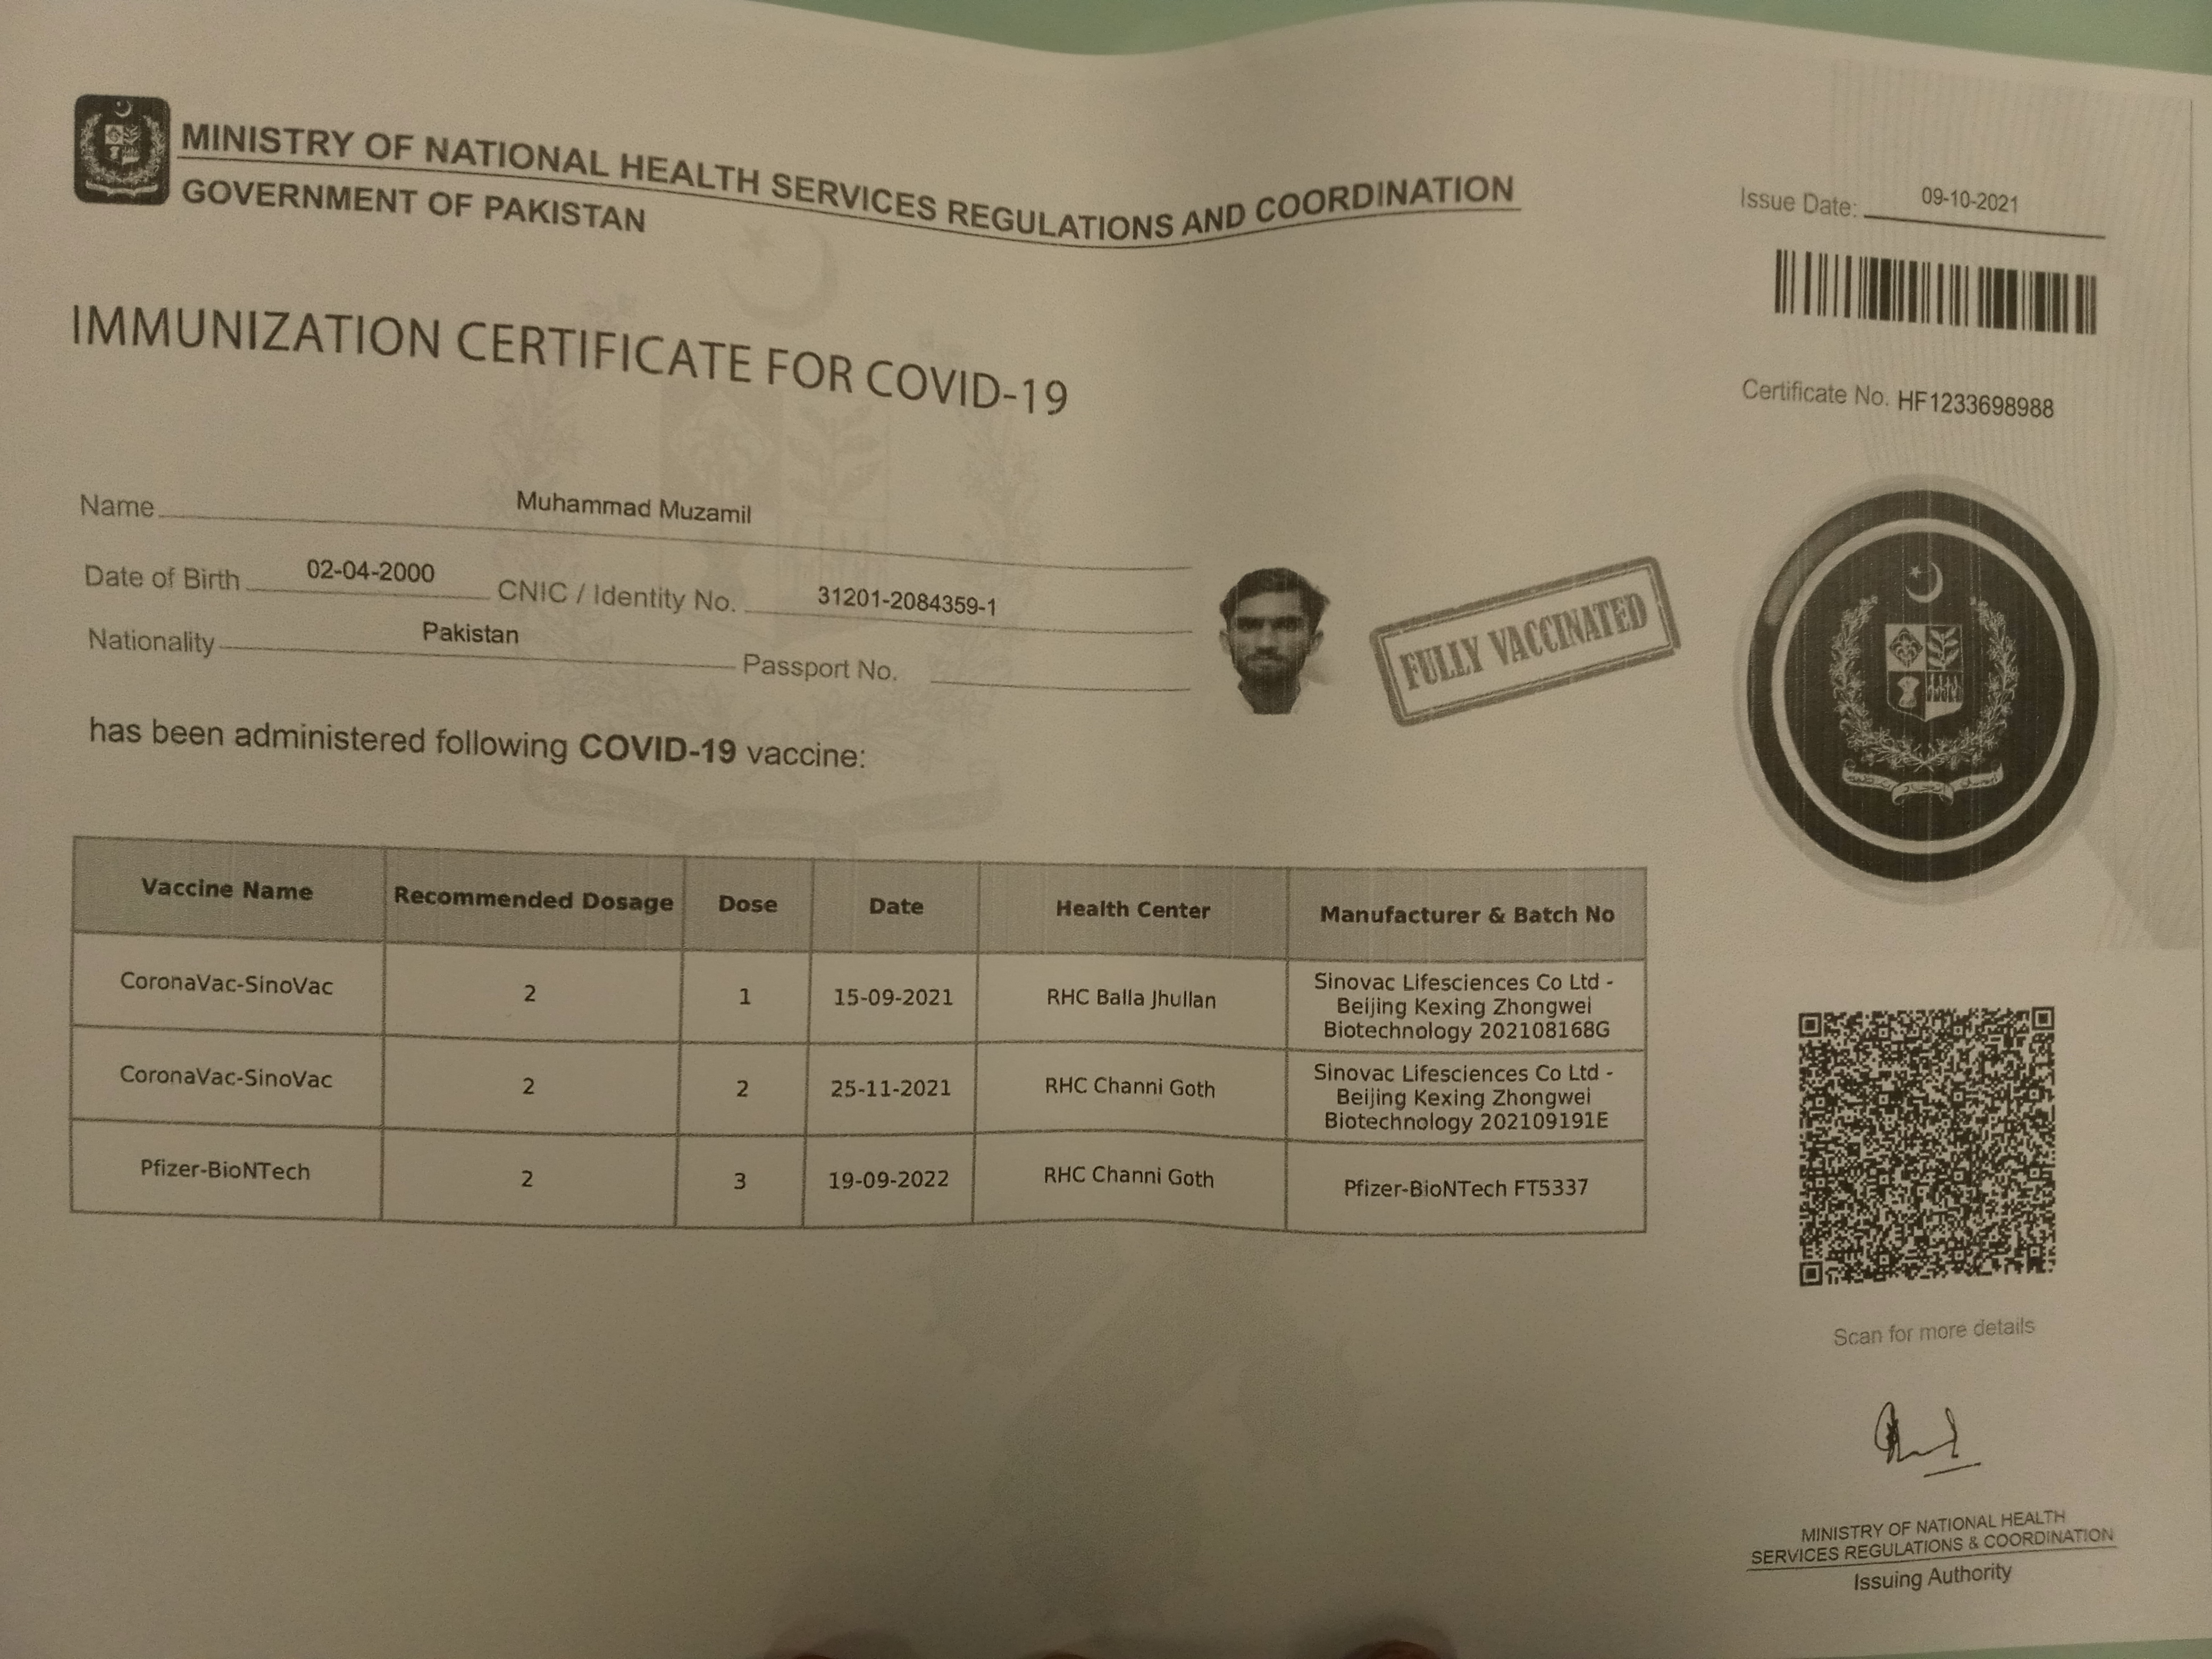 MINISTRY OF NATIONAL HEALTH SERVICES REGULATIONS AND COORDINATION
GOVERNMENT OF PAKISTAN
Issue Date: 09-10-2021
IMMUNIZATION CERTIFICATE FOR COVID-19
Certificate No. HF1233698988
Name Muhammad Muzamil
Date of Birth 02-04-2000 CNIC / Identity No. 31201-2084359-1
Nationality Pakistan Passport No.
FULLY VACCINATED
has been administered following COVID-19 vaccine:
Vaccine Name Recommended Dosage Dose Date Health Center Manufacturer & Batch No
CoronaVac-SinoVac 2 1 15-09-2021 RHC Balla Jhullan Sinovac Lifesciences Co Ltd -
Beijing Kexing Zhongwei
Biotechnology 202108168G
CoronaVac-SinoVac 2 2 25-11-2021 RHC Channi Goth Sinovac Lifesciences Co Ltd -
Beijing Kexing Zhongwei
Biotechnology 202109191E
Pfizer-BioNTech 2 3 19-09-2022 RHC Channi Goth Pfizer-BioNTech FT5337
Scan for more details
MINISTRY OF NATIONAL HEALTH
SERVICES REGULATIONS & COORDINATION
Issuing Authority